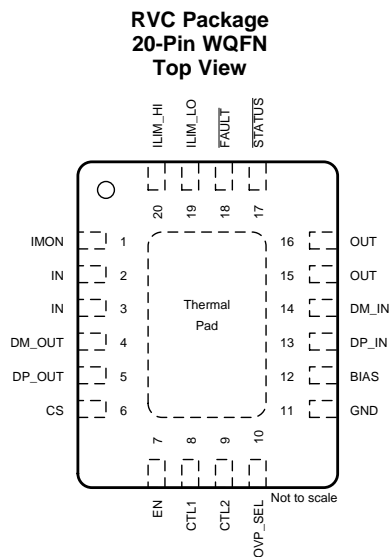 RVC Package
20-Pin WQFN
Top View
ILIM_HI
ILIM_LO
FAULT
STATUS
20
19
18
17
IMON 1
IN 2
IN 3
DM_OUT 4
DP_OUT 5
CS 6
Thermal
Pad
16 OUT
15 OUT
14 DM_IN
13 DP_IN
12 BIAS
11 GND
7
8
9
10
EN
CTL1
CTL2
OVP_SEL
Not to scale